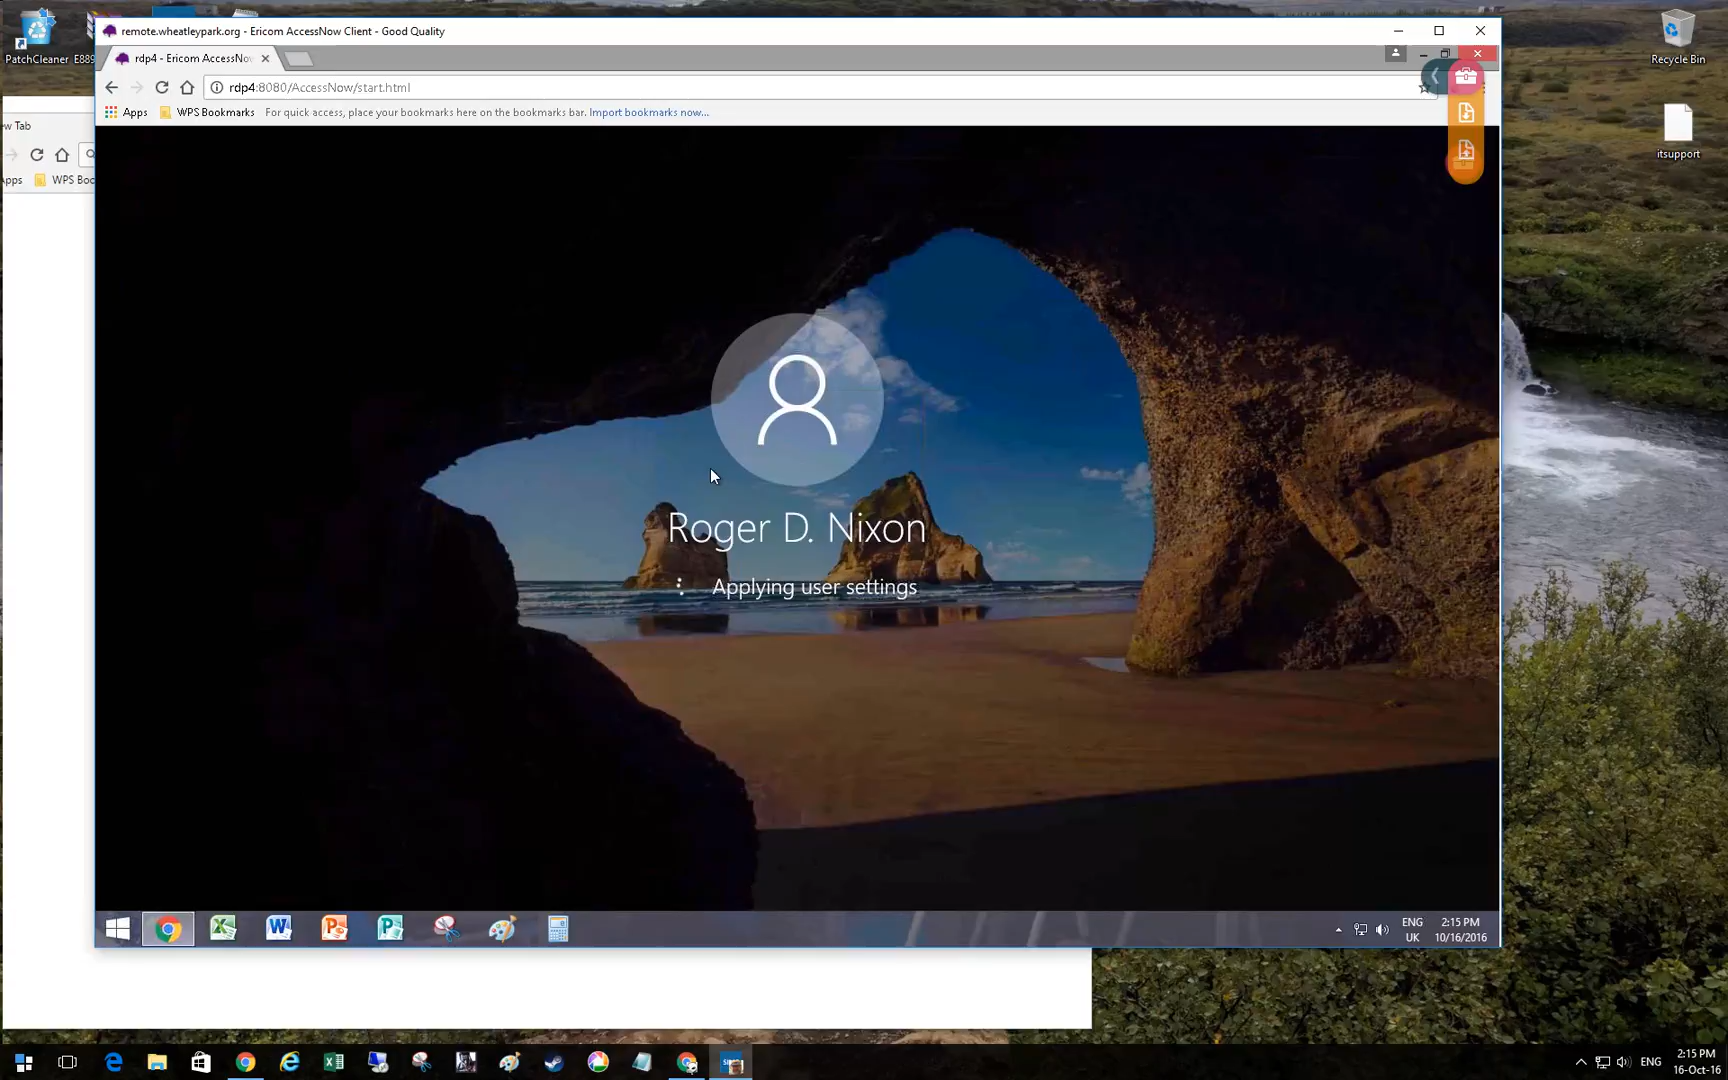 PatchCleaner
E889
Recycle Bin
itsupport
remote.wheatleypark.org - Ericom AccessNow Client - Good Quality
rdp4 - Ericom AccessNo
rdp4:8080/AccessNow/start.html
Apps
WPS Bookmarks
For quick access, place your bookmarks here on the bookmarks bar. Import bookmarks now...
w Tab
pps
WPS Boo
Roger D. Nixon
Applying user settings
ENG
UK
2:15 PM
10/16/2016
ENG
2:15 PM
16-Oct-16